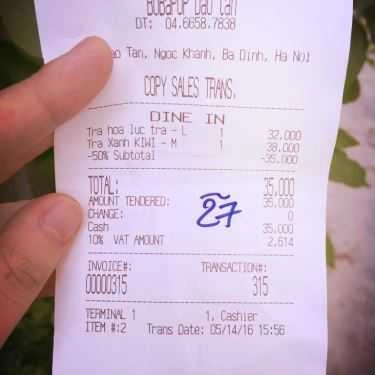 BOBAPOP Dao Tan
DT: 04.6658.7838
Tan, Ngoc Khanh, Ba Dinh, Ha Noi
COPY SALES TRANS.
DINE IN
Tra hoa luc tra - L 1 32,000
Tra Xanh KIWI - M 1 38,000
-50% Subtotal -35,000
TOTAL: 35,000
AMOUNT TENDERED: 35,000
CHANGE: 0
Cash 35,000
10% VAT AMOUNT 2,614
27
INVOICE#: TRANSACTION#:
00000315 315
TERMINAL 1 1, Cashier
ITEM #:2 Trans Date: 05/14/16 15:56